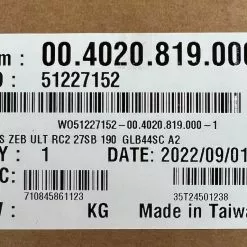 m : 00.4020.819.000
D : 51227152
WO51227152-00.4020.819.000-1
S ZEB ULT RC2 27SB 190 GLB44SC A2
Y : 1 DATE: 2022/09/01
C:
710845861123 35T24501238
W : KG Made in Taiwa